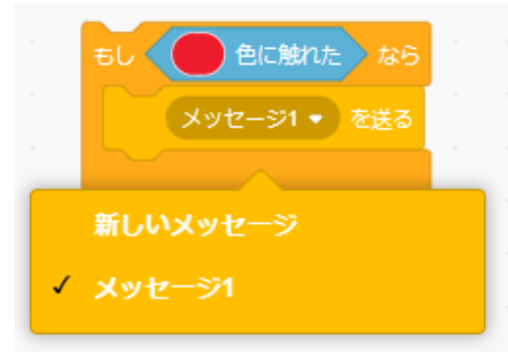 もし 色に触れた なら
メッセージ1 を送る
新しいメッセージ
✓ メッセージ1